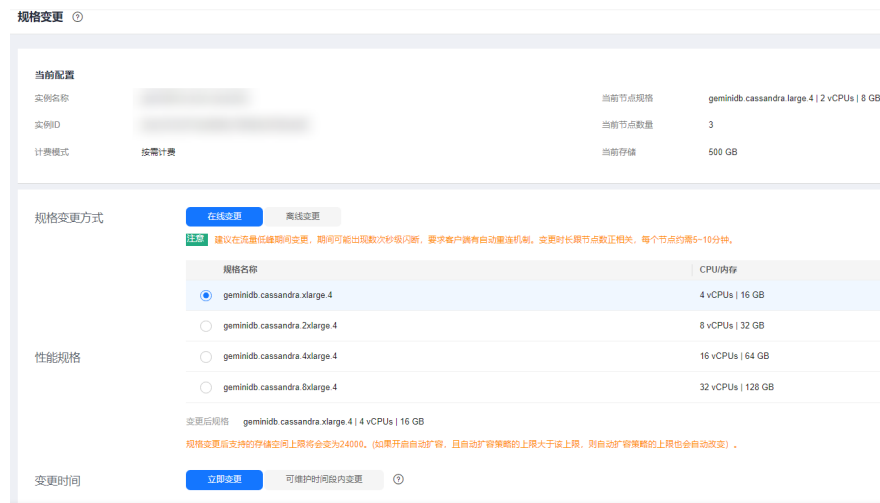 规格变更 ?
当前配置
实例名称
当前节点规格 geminidb.cassandra.large.4 | 2 vCPUs | 8 GB
实例ID
当前节点数量 3
计费模式 按需计费
当前存储 500 GB
规格变更方式 在线变更 离线变更
注意 建议在流量低峰期间变更，期间可能出现数次秒级闪断，要求客户端有自动重连机制。变更时长跟节点数正相关，每个节点约需5~10分钟。
规格名称 CPU/内存
geminidb.cassandra.xlarge.4 4 vCPUs | 16 GB
geminidb.cassandra.2xlarge.4 8 vCPUs | 32 GB
性能规格
geminidb.cassandra.4xlarge.4 16 vCPUs | 64 GB
geminidb.cassandra.8xlarge.4 32 vCPUs | 128 GB
变更后规格 geminidb.cassandra.xlarge.4 | 4 vCPUs | 16 GB
规格变更后支持的存储空间上限将会变为24000。(如果开启自动扩容，且自动扩容策略的上限大于该上限，则自动扩容策略的上限也会自动改变）。
变更时间 立即变更 可维护时间段内变更 ?